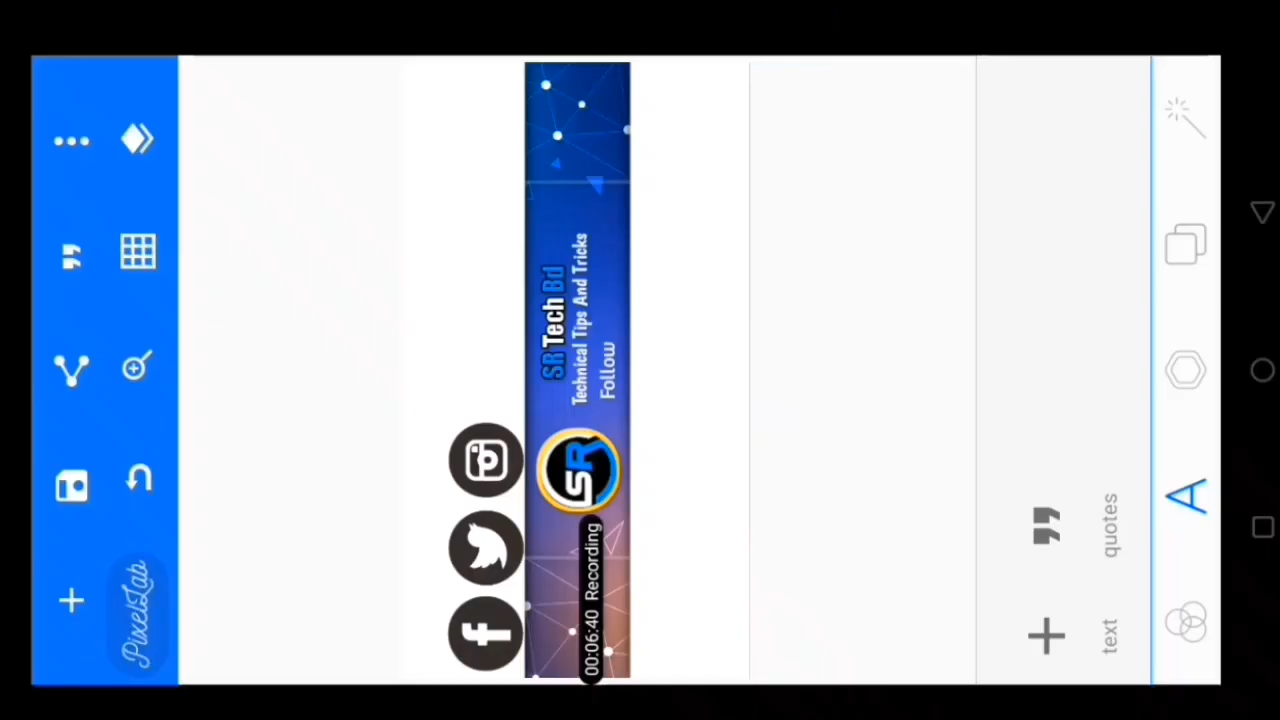 PixelLab
SR Tech Bd
Technical Tips And Tricks
Follow
SR
00:06:40 Recording
text
quotes